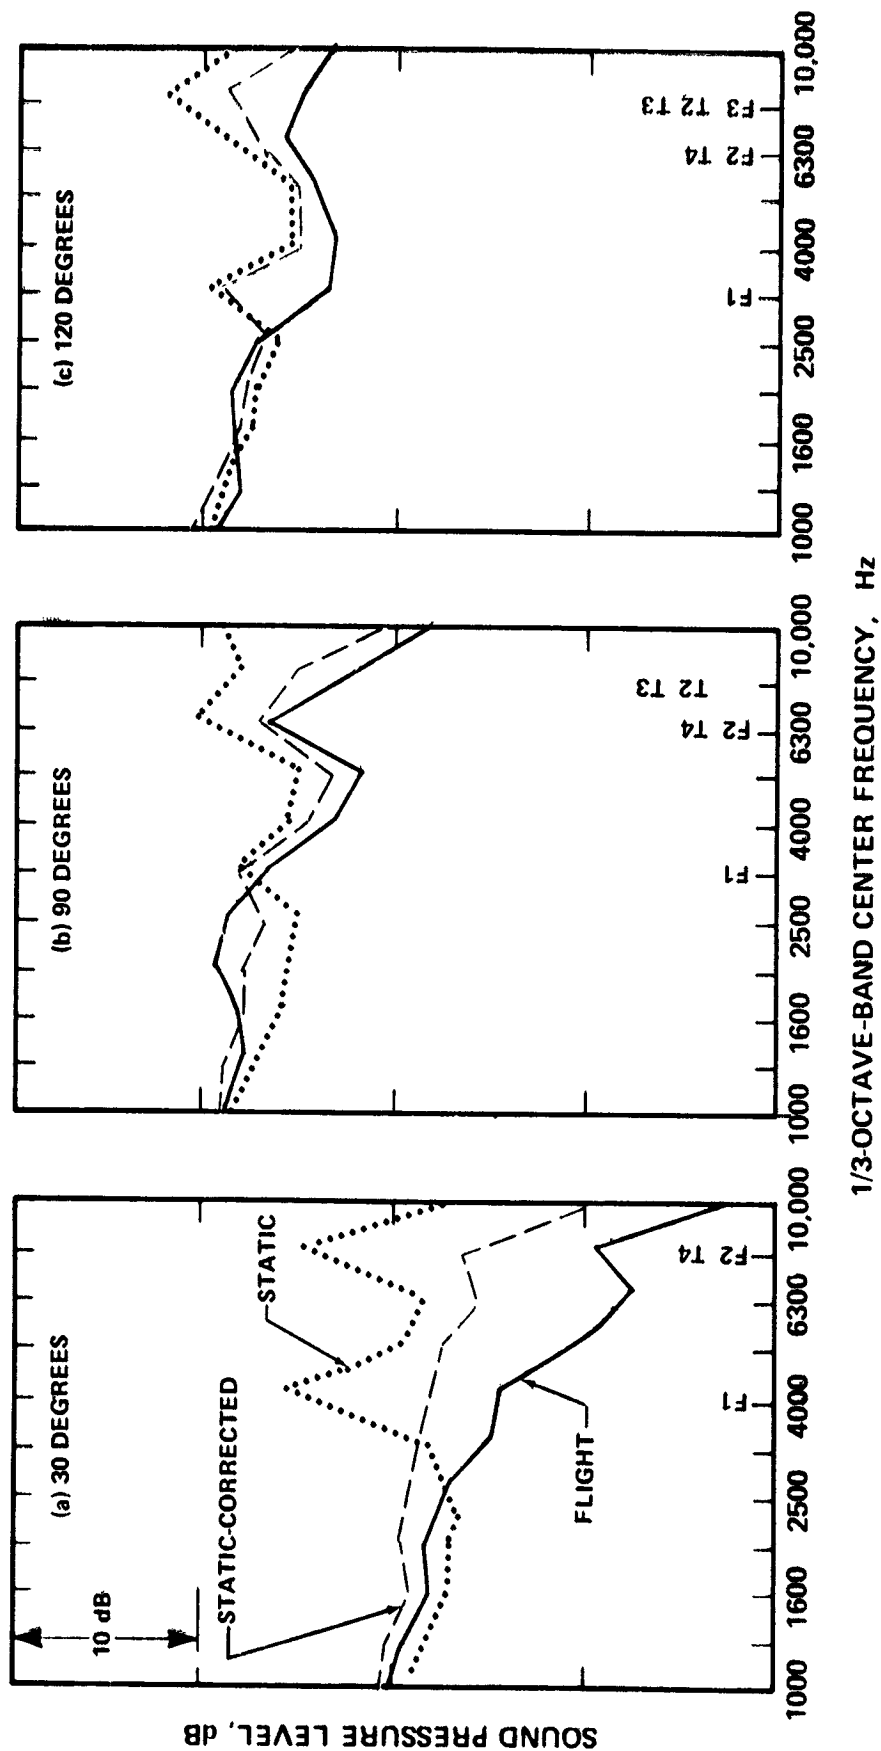 SOUND PRESSURE LEVEL, dB
(a) 30 DEGREES
10 dB
STATIC-CORRECTED
STATIC
FLIGHT
F1
F2 T4
1000 1600 2500 4000 6300 10,000
(b) 90 DEGREES
F1
F2 T4
T2 T3
1000 1600 2500 4000 6300 10,000
(c) 120 DEGREES
F1
F2 T4
F3 T2 T3
1000 1600 2500 4000 6300 10,000
1/3-OCTAVE-BAND CENTER FREQUENCY, Hz